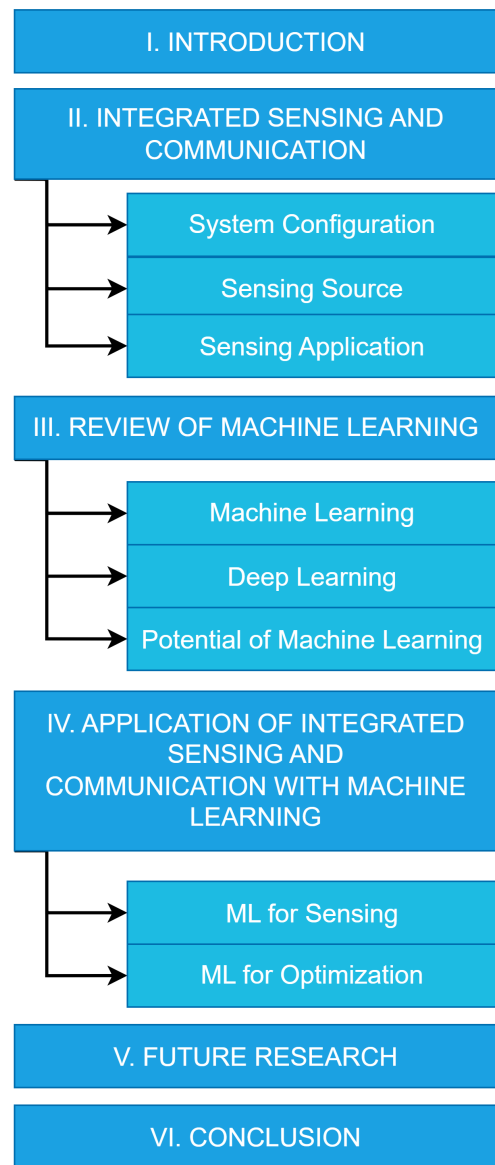 I. INTRODUCTION
II. INTEGRATED SENSING AND
COMMUNICATION
System Configuration
Sensing Source
Sensing Application
III. REVIEW OF MACHINE LEARNING
Machine Learning
Deep Learning
Potential of Machine Learning
IV. APPLICATION OF INTEGRATED
SENSING AND
COMMUNICATION WITH MACHINE
LEARNING
ML for Sensing
ML for Optimization
V. FUTURE RESEARCH
VI. CONCLUSION